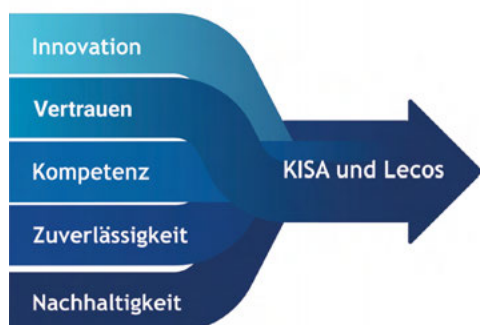 Innovation
Vertrauen
Kompetenz
KISA und Lecos
Zuverlässigkeit
Nachhaltigkeit